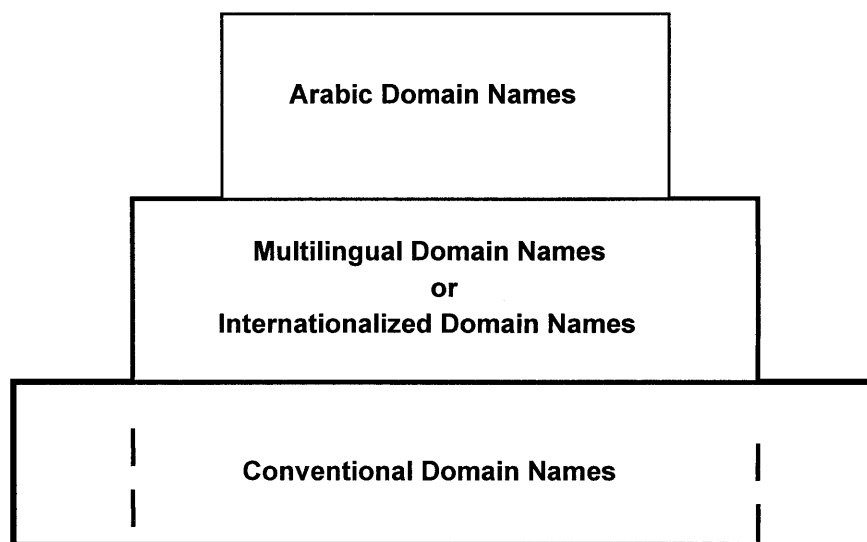 Arabic Domain Names
Multilingual Domain Names
or
Internationalized Domain Names
Conventional Domain Names